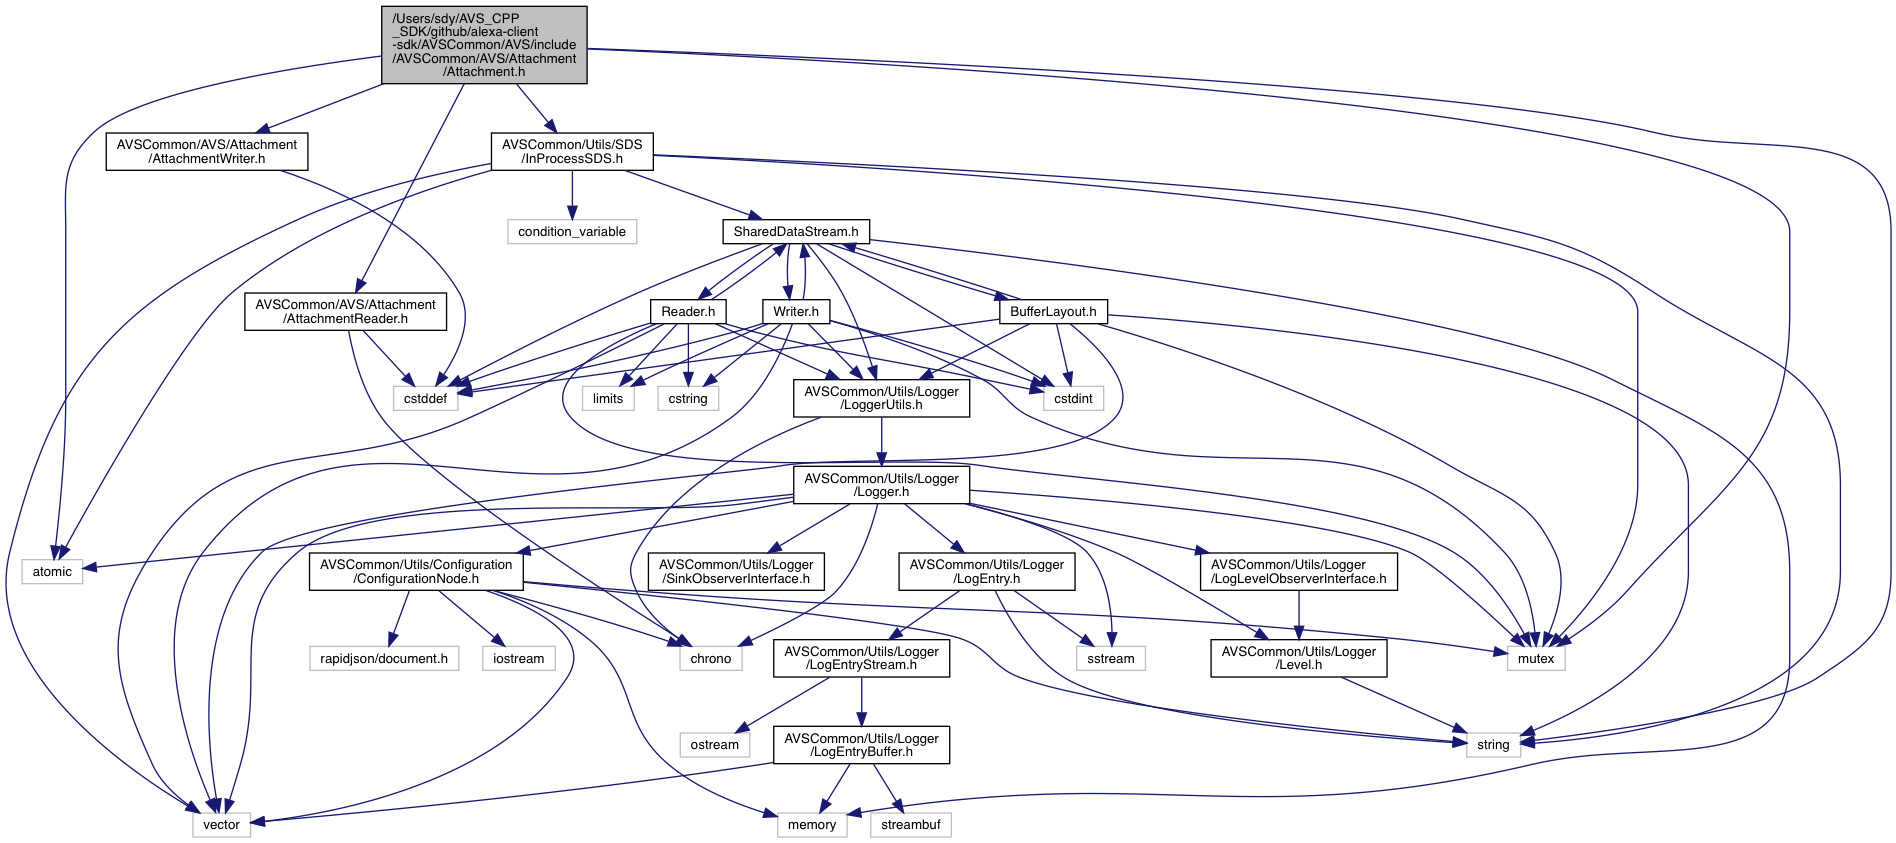 /Users/sdy/AVS_CPP
_SDK/github/alexa-client
-sdk/AVSCommon/AVS/include
/AVSCommon/AVS/Attachment
/Attachment.h
AVSCommon/AVS/Attachment
/AttachmentWriter.h
AVSCommon/Utils/SDS
/InProcessSDS.h
condition_variable
SharedDataStream.h
AVSCommon/AVS/Attachment
/AttachmentReader.h
Reader.h
Writer.h
BufferLayout.h
cstddef
limits
cstring
AVSCommon/Utils/Logger
/LoggerUtils.h
cstdint
AVSCommon/Utils/Logger
/Logger.h
atomic
AVSCommon/Utils/Configuration
/ConfigurationNode.h
AVSCommon/Utils/Logger
/SinkObserverInterface.h
AVSCommon/Utils/Logger
/LogEntry.h
AVSCommon/Utils/Logger
/LogLevelObserverInterface.h
rapidjson/document.h
iostream
chrono
AVSCommon/Utils/Logger
/LogEntryStream.h
sstream
AVSCommon/Utils/Logger
/Level.h
mutex
ostream
AVSCommon/Utils/Logger
/LogEntryBuffer.h
string
vector
memory
streambuf